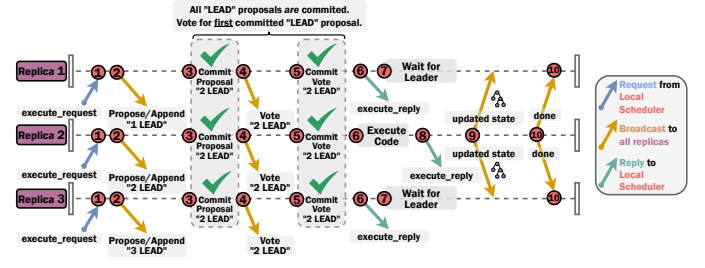 All "LEAD" proposals are commited.
Vote for first committed "LEAD" proposal.
Replica 1
1
2
3
Commit
Proposal
"2 LEAD"
4
5
Commit
Vote
"2 LEAD"
6
7
Wait for
Leader
10
execute_request
Propose/Append
"1 LEAD"
Vote
"2 LEAD"
execute_reply
updated state
done
Replica 2
1
2
3
Commit
Proposal
"2 LEAD"
4
5
Commit
Vote
"2 LEAD"
6
Execute
Code
8
9
10
execute_request
Propose/Append
"2 LEAD"
Vote
"2 LEAD"
execute_reply
updated state
done
Replica 3
1
2
3
Commit
Proposal
"2 LEAD"
4
5
Commit
Vote
"2 LEAD"
6
7
Wait for
Leader
10
execute_request
Propose/Append
"3 LEAD"
Vote
"2 LEAD"
execute_reply
Request from
Local
Scheduler
Broadcast to
all replicas
Reply to
Local
Scheduler